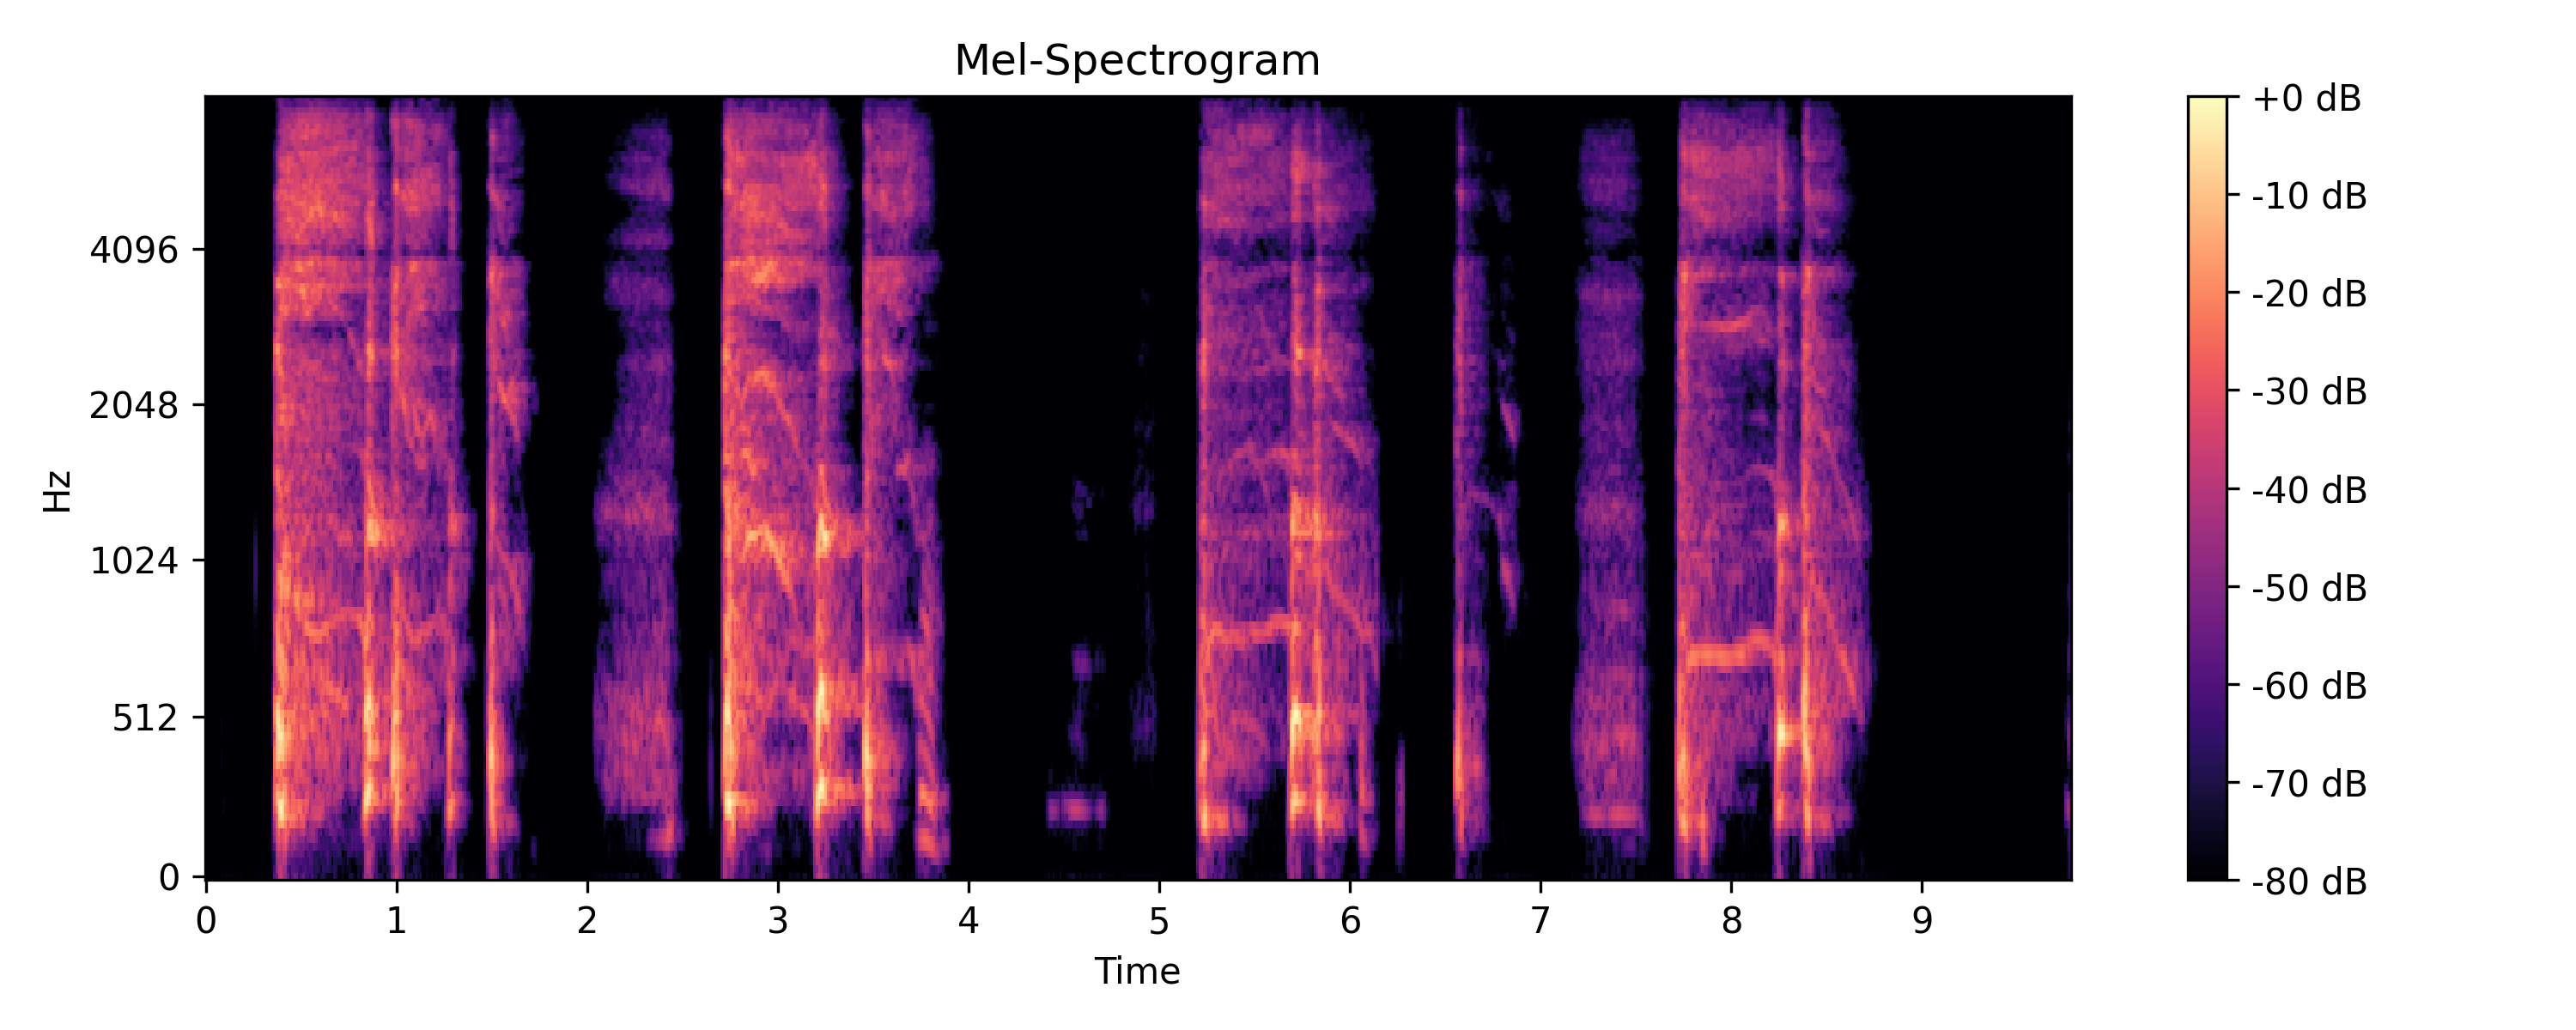 Mel-Spectrogram
+0 dB
-10 dB
-20 dB
-30 dB
-40 dB
-50 dB
-60 dB
-70 dB
-80 dB
Hz
4096
2048
1024
512
0
0 1 2 3 4 5 6 7 8 9
Time